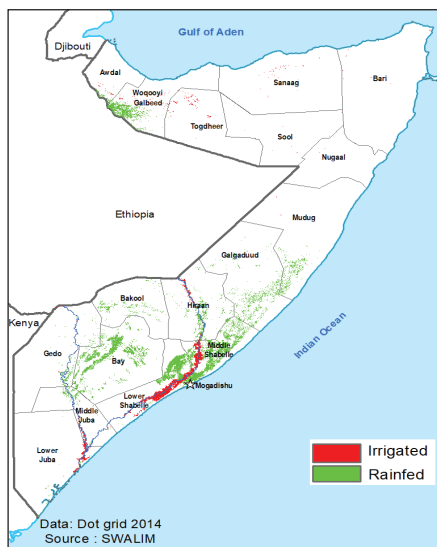 Gulf of Aden
Djibouti
Awdal
Sanaag
Bari
Woqooyi
Galbeed
Togdheer
Sool
Nugaal
Ethiopia
Mudug
Galgaduud
Bakool
Hiraan
Kenya
Gedo
Bay
Middle
Shabelle
Indian Ocean
Mogadishu
Lower
Shabelle
Middle
Juba
Lower
Juba
Irrigated
Rainfed
Data: Dot grid 2014
Source : SWALIM